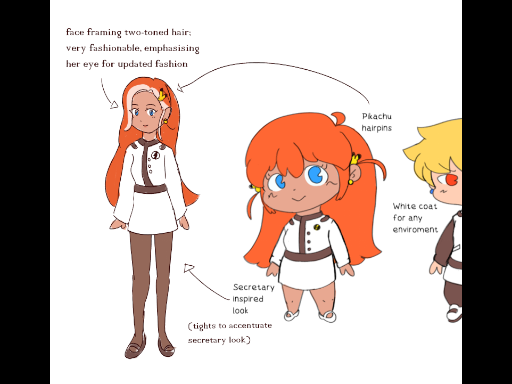 face framing two-toned hair;
very fashionable, emphasising
her eye for updated fashion
Pikachu
hairpins
White coat
for any
enviroment
Secretary
inspired
look
(tights to accentuate
secretary look)